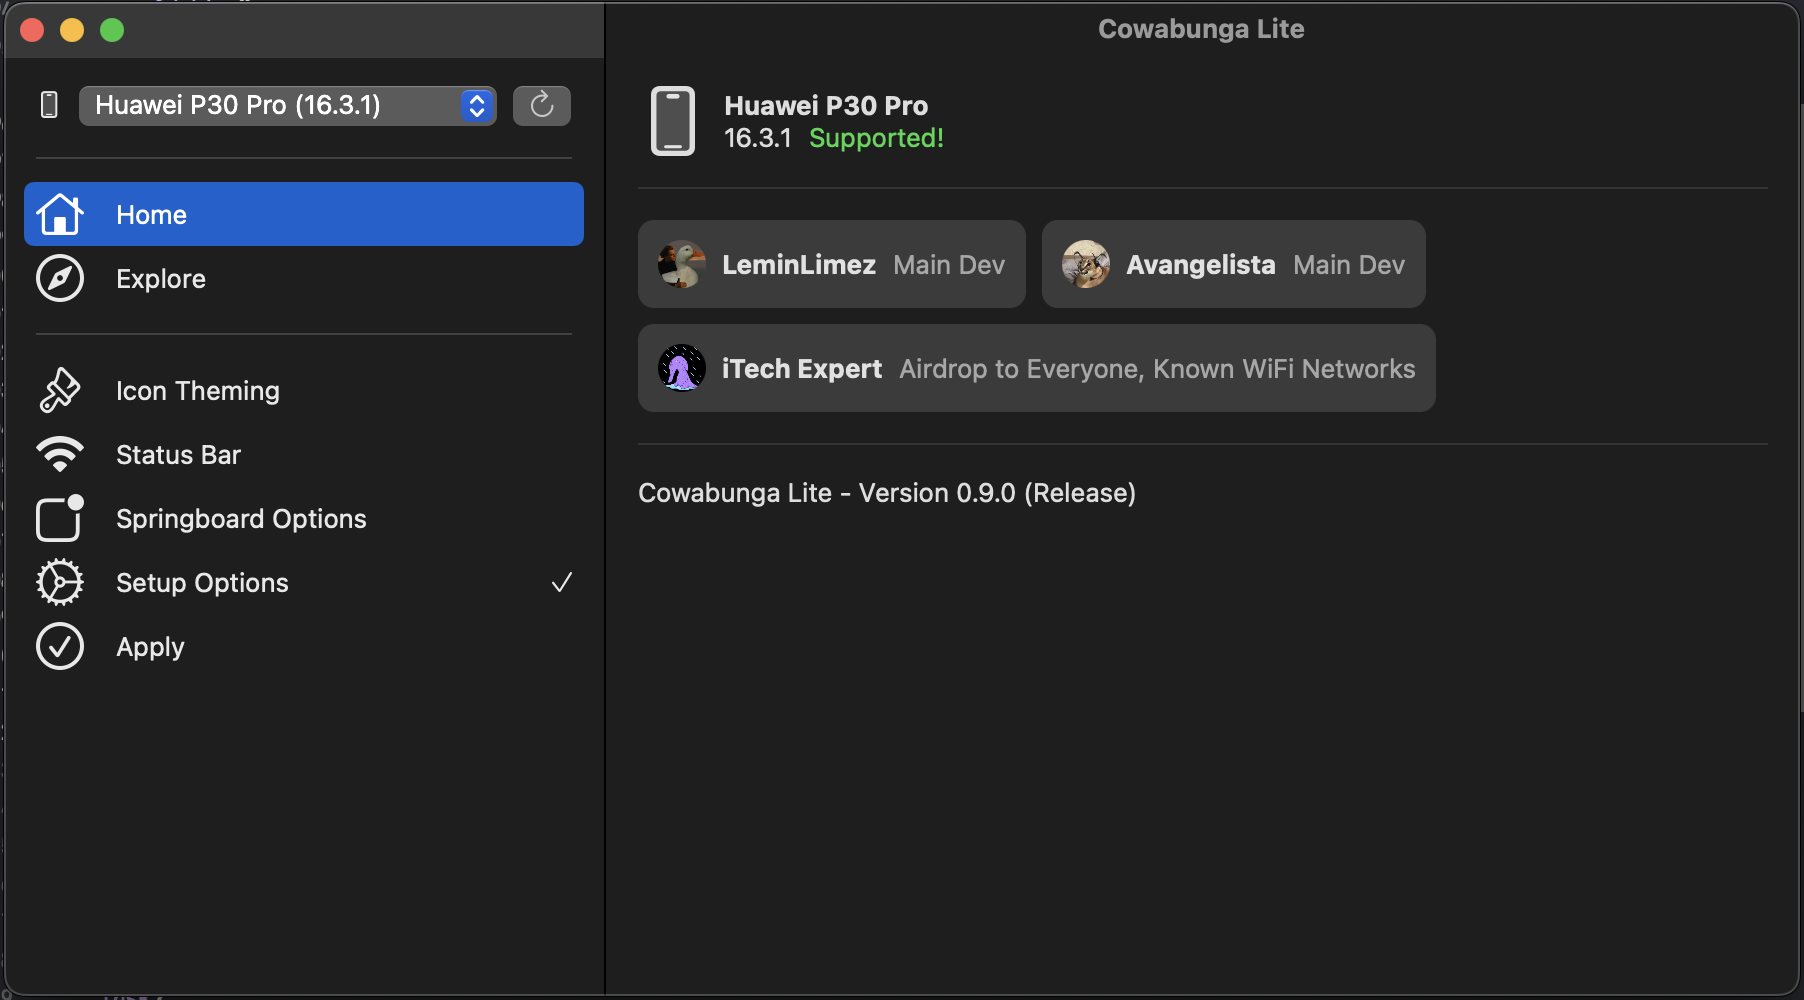 Cowabunga Lite
Huawei P30 Pro (16.3.1)
Home
Explore
Icon Theming
Status Bar
Springboard Options
Setup Options
Apply
Huawei P30 Pro
16.3.1 Supported!
LeminLimez Main Dev
Avangelista Main Dev
iTech Expert Airdrop to Everyone, Known WiFi Networks
Cowabunga Lite - Version 0.9.0 (Release)